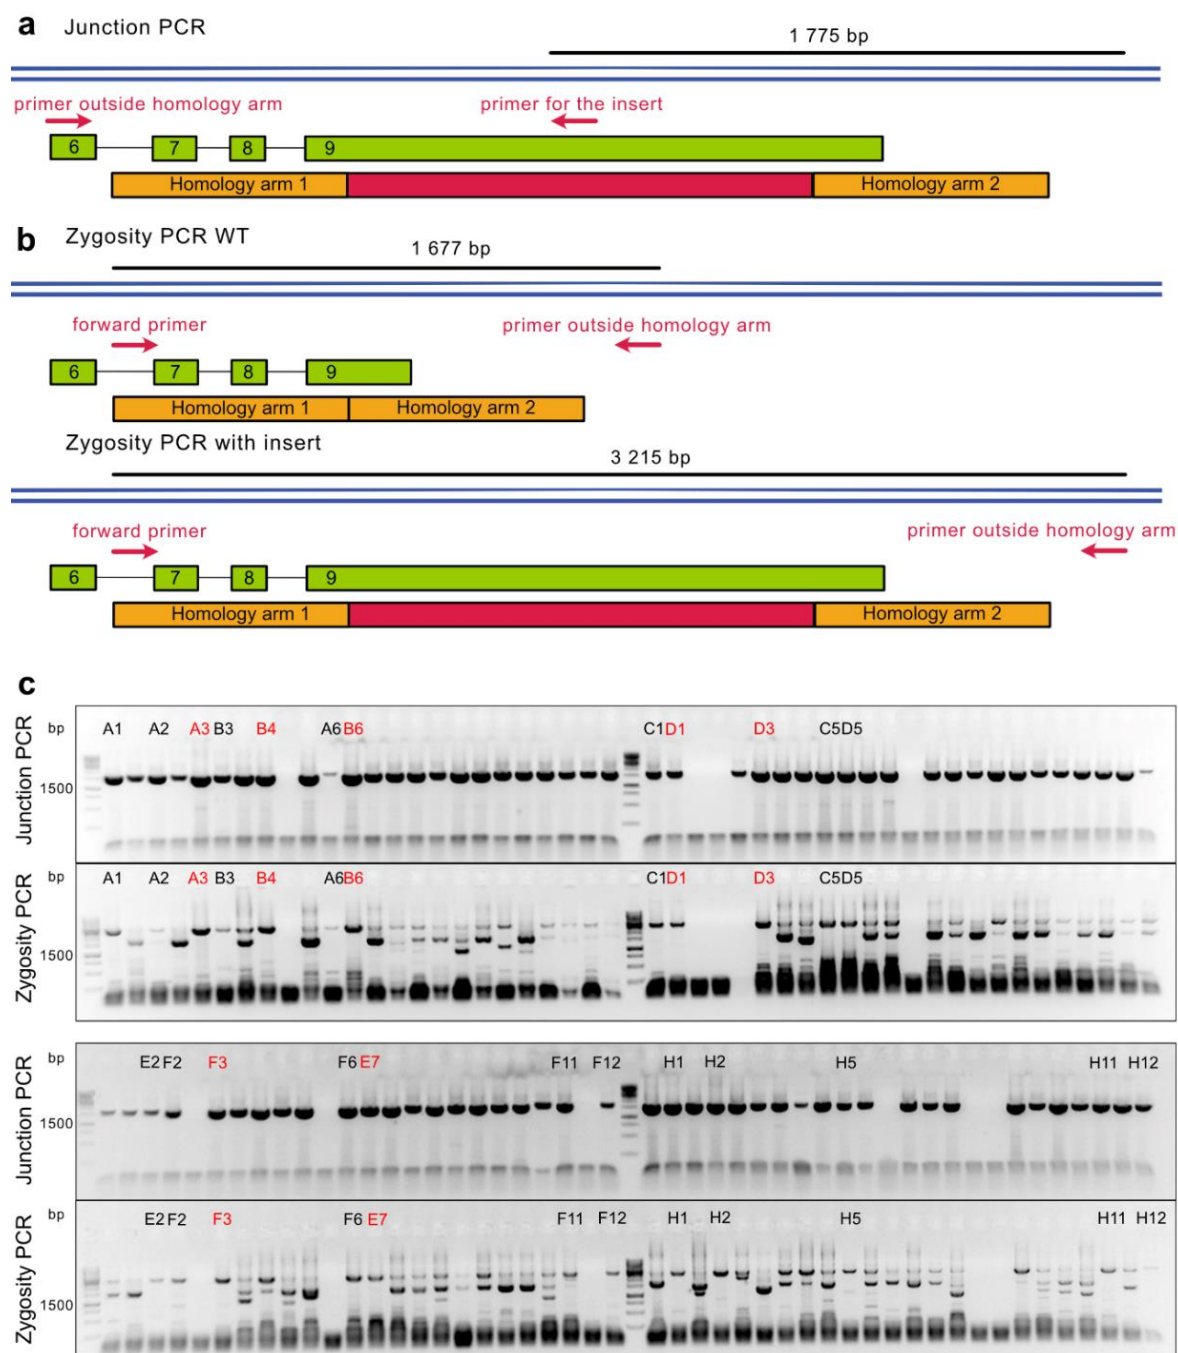 a Junction PCR
1 775 bp
primer outside homology arm primer for the insert
6 7 8 9
Homology arm 1 Homology arm 2
b Zygosity PCR WT
1 677 bp
forward primer primer outside homology arm
6 7 8 9
Homology arm 1 Homology arm 2
Zygosity PCR with insert
3 215 bp
forward primer primer outside homology arm
6 7 8 9
Homology arm 1 Homology arm 2
c
Junction PCR
bp A1 A2 A3 B3 B4 A6 B6 C1 D1 D3 C5 D5
1500
Zygosity PCR
bp A1 A2 A3 B3 B4 A6 B6 C1 D1 D3 C5 D5
1500
Junction PCR
bp E2 F2 F3 F6 E7 F11 F12 H1 H2 H5 H11 H12
1500
Zygosity PCR
bp E2 F2 F3 F6 E7 F11 F12 H1 H2 H5 H11 H12
1500